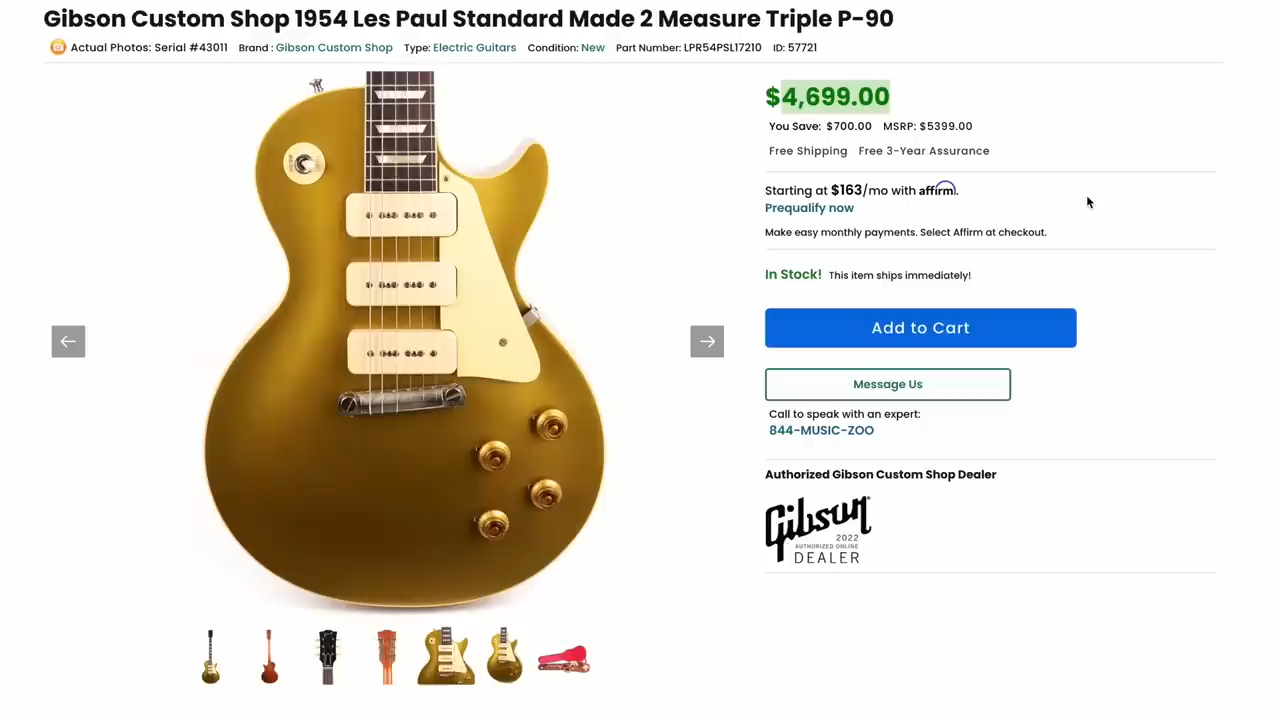 Gibson Custom Shop 1954 Les Paul Standard Made 2 Measure Triple P-90
Actual Photos: Serial #43011 Brand : Gibson Custom Shop Type: Electric Guitars Condition: New Part Number: LPR54PSL17210 ID: 57721
$4,699.00
You Save: $700.00 MSRP: $5399.00
Free Shipping Free 3-Year Assurance
Starting at $163/mo with affirm.
Prequalify now
Make easy monthly payments. Select Affirm at checkout.
In Stock! This item ships immediately!
Add to Cart
Message Us
Call to speak with an expert:
844-MUSIC-ZOO
Authorized Gibson Custom Shop Dealer
Gibson
2022
AUTHORIZED ONLINE
DEALER